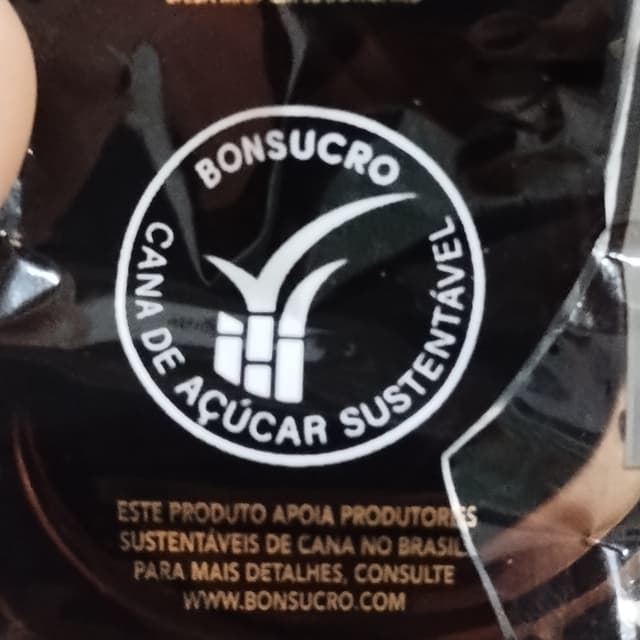 BONSUCRO
CANA DE AÇÚCAR SUSTENTÁVEL
ESTE PRODUTO APOIA PRODUTORES
SUSTENTÁVEIS DE CANA NO BRASIL
PARA MAIS DETALHES, CONSULTE
WWW.BONSUCRO.COM